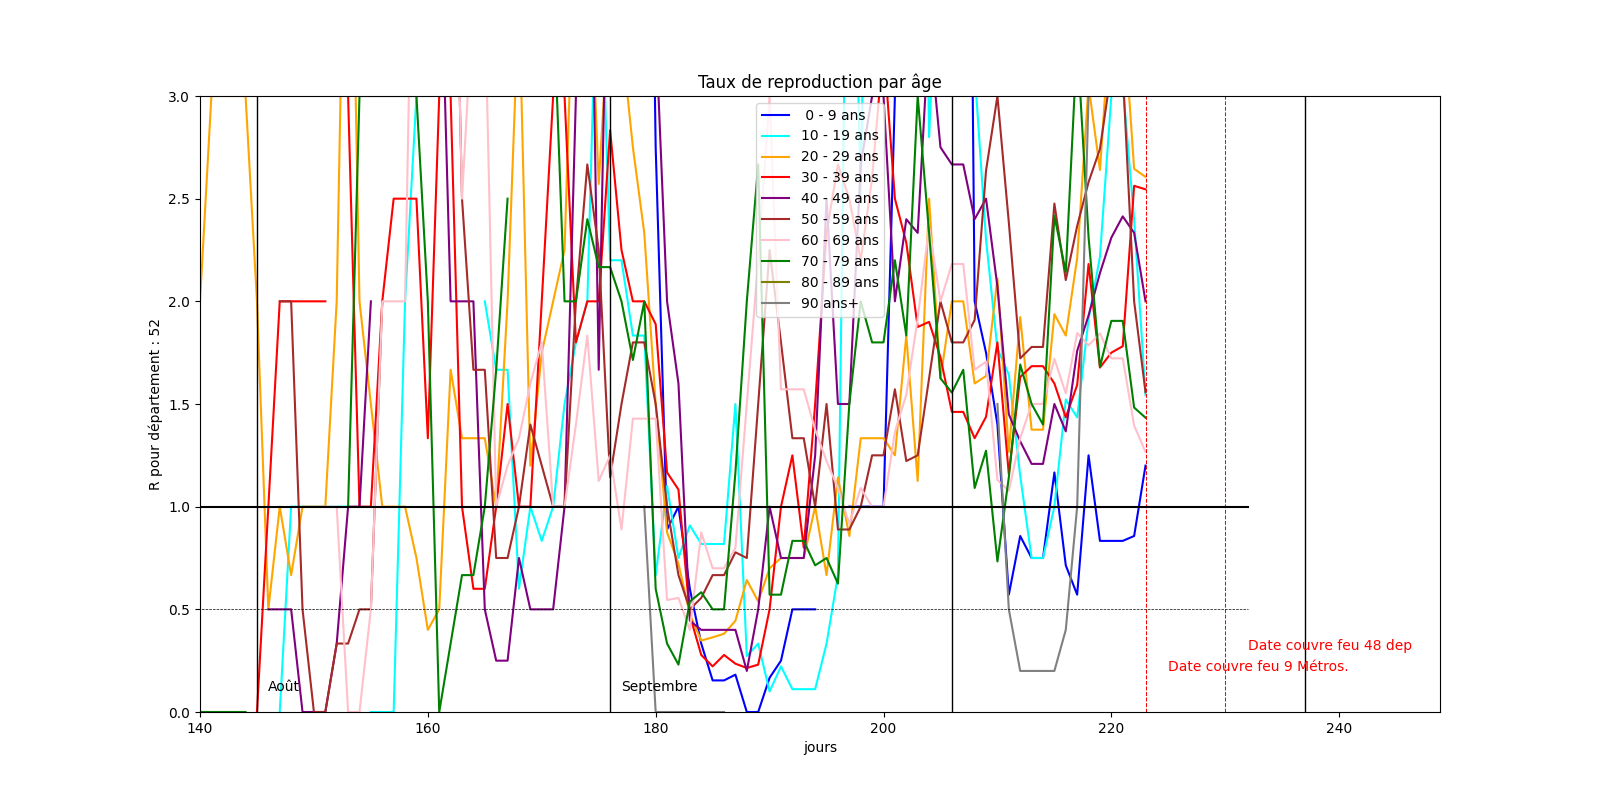 Taux de reproduction par âge
R pour département : 52
3.0
2.5
2.0
1.5
1.0
0.5
0.0
0 - 9 ans
10 - 19 ans
20 - 29 ans
30 - 39 ans
40 - 49 ans
50 - 59 ans
60 - 69 ans
70 - 79 ans
80 - 89 ans
90 ans+
Date couvre feu 48 dep
Date couvre feu 9 Métros.
Août
Septembre
140
160
180
200
220
240
jours